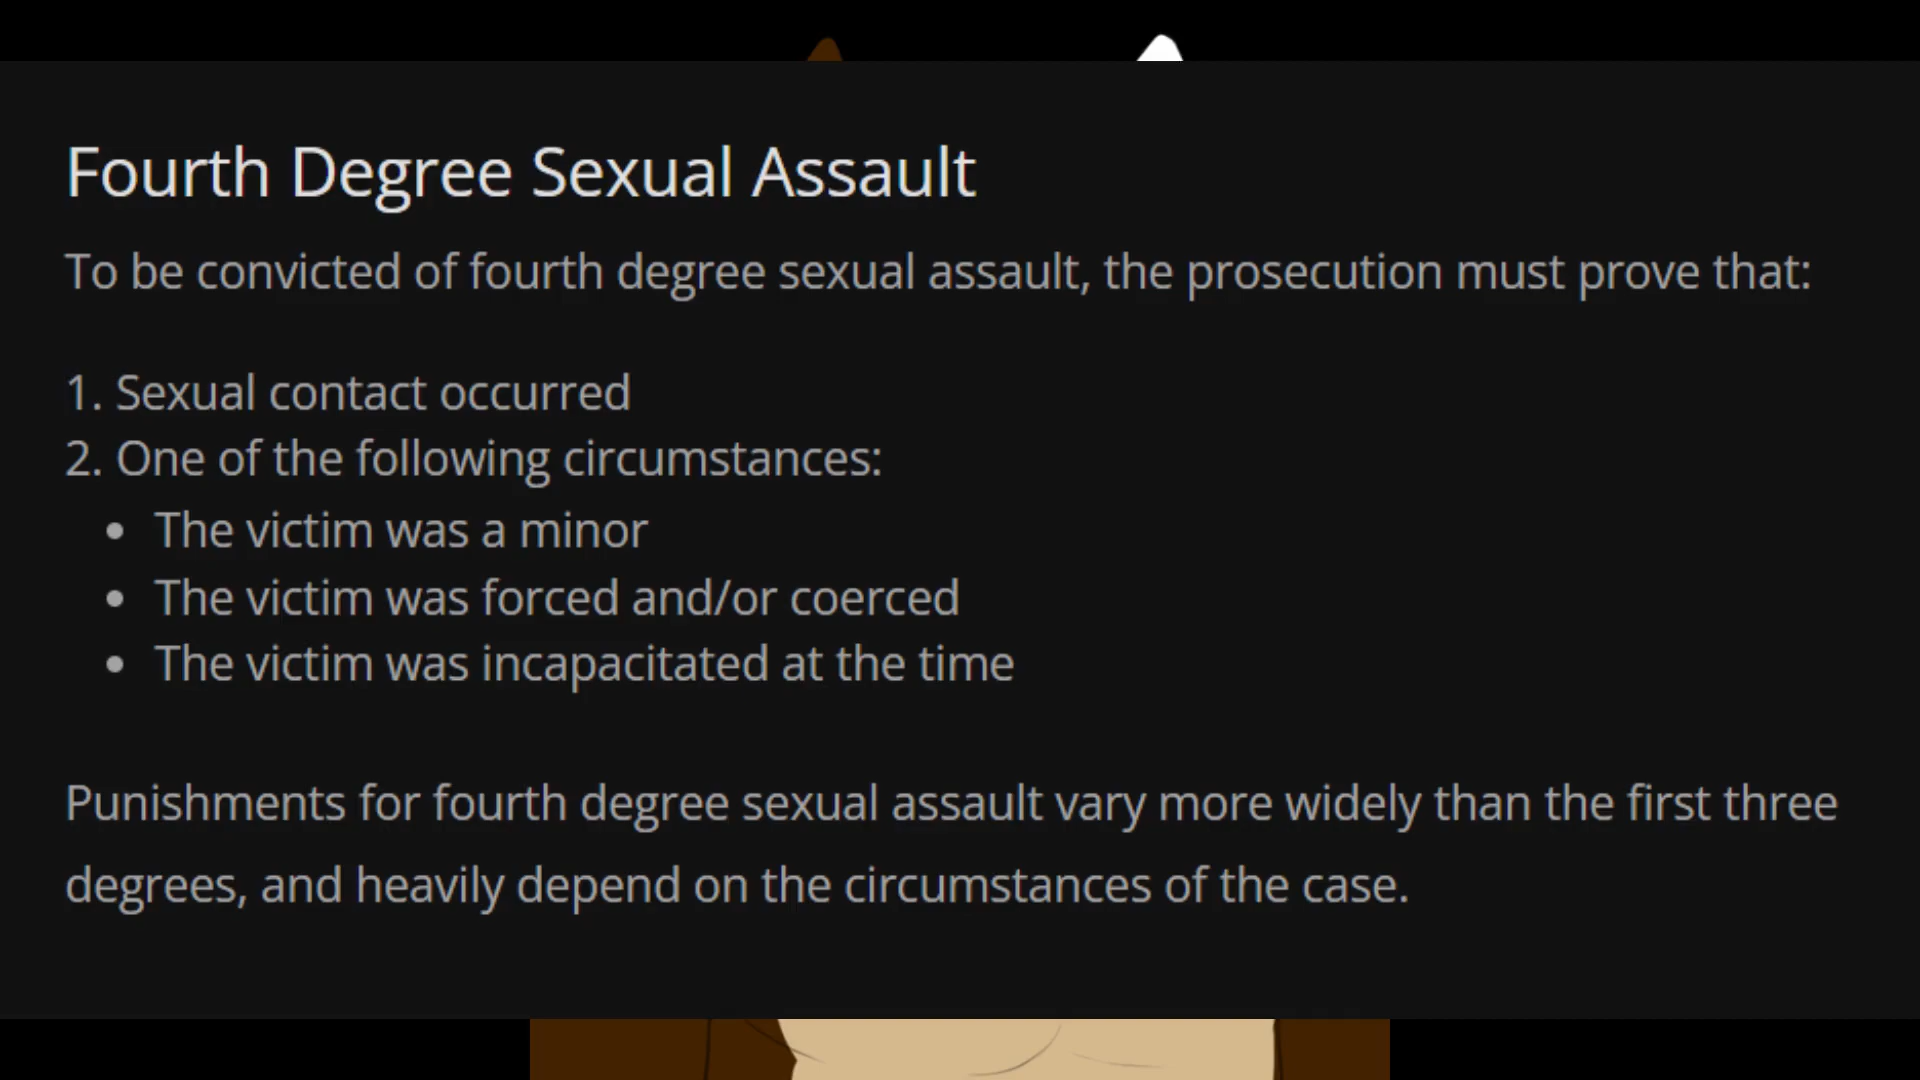 Fourth Degree Sexual Assault
To be convicted of fourth degree sexual assault, the prosecution must prove that:
1. Sexual contact occurred
2. One of the following circumstances:
• The victim was a minor
• The victim was forced and/or coerced
• The victim was incapacitated at the time
Punishments for fourth degree sexual assault vary more widely than the first three
degrees, and heavily depend on the circumstances of the case.